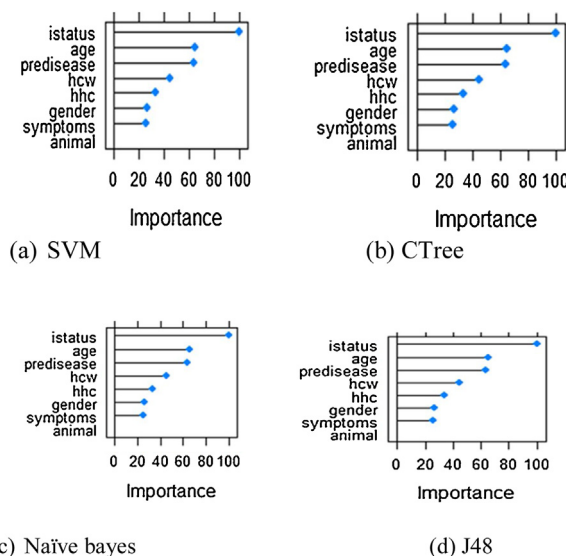 istatus
age
predisease
hcw
hhc
gender
symptoms
animal
0 20 40 60 80 100
Importance
(a) SVM
istatus
age
predisease
hcw
hhc
gender
symptoms
animal
0 20 40 60 80 100
Importance
(b) CTree
istatus
age
predisease
hcw
hhc
gender
symptoms
animal
0 20 40 60 80 100
Importance
c) Naïve bayes
istatus
age
predisease
hcw
hhc
gender
symptoms
animal
0 20 40 60 80 100
Importance
(d) J48